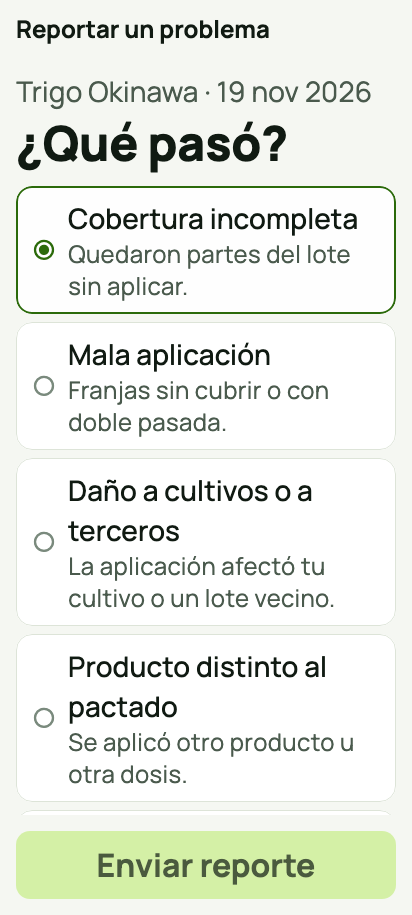 Reportar un problema
Trigo Okinawa · 19 nov 2026
¿Qué pasó?
Cobertura incompleta
Quedaron partes del lote
sin aplicar.
Mala aplicación
Franjas sin cubrir o con
doble pasada.
Daño a cultivos o a
terceros
La aplicación afectó tu
cultivo o un lote vecino.
Producto distinto al
pactado
Se aplicó otro producto u
otra dosis.
Enviar reporte